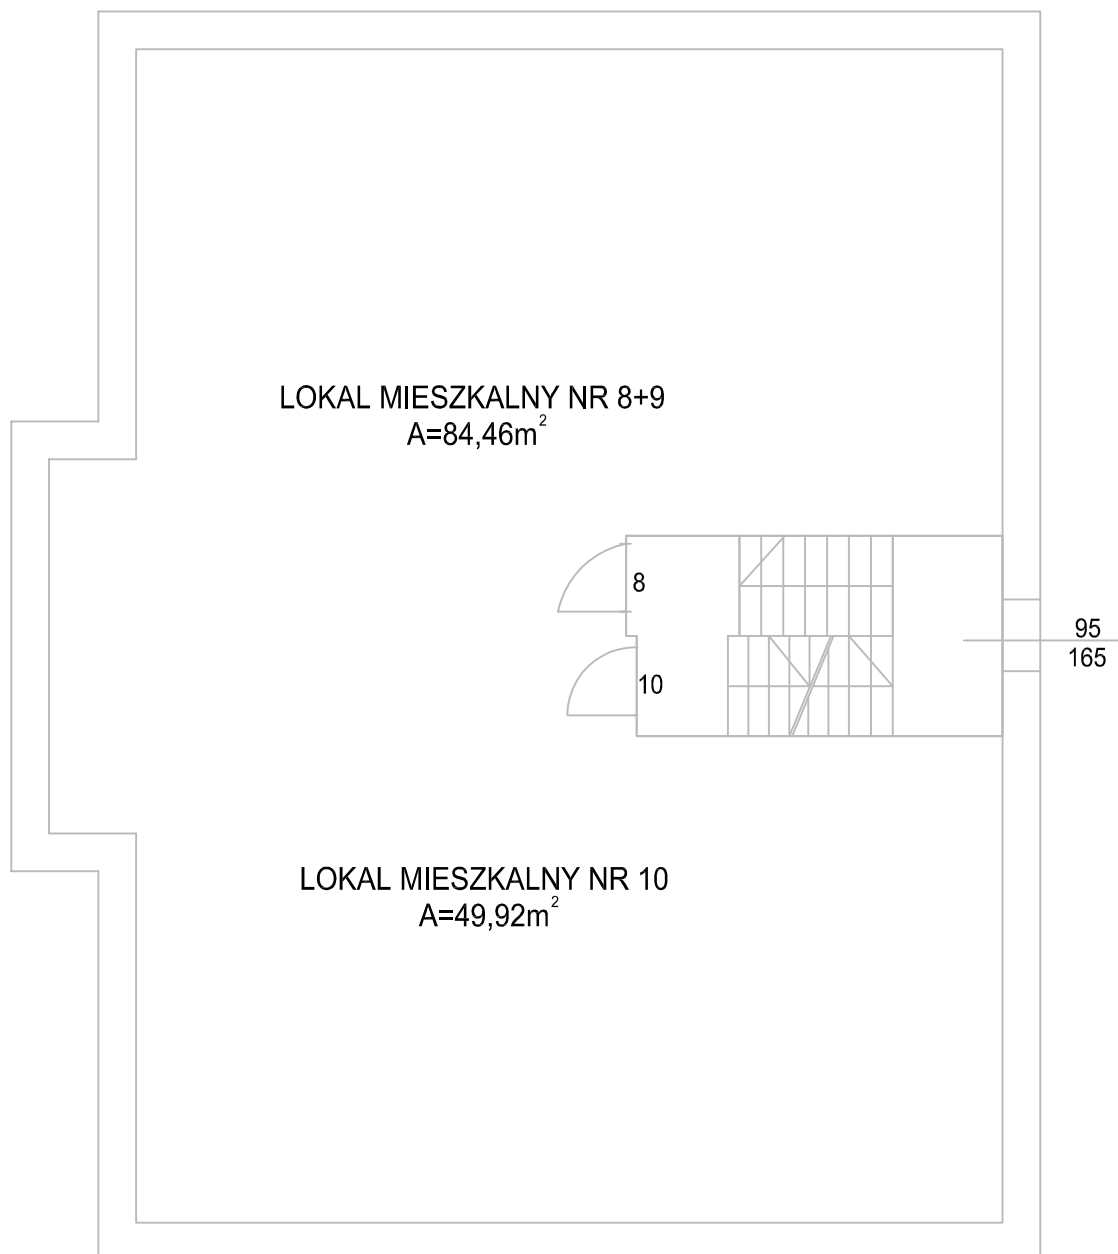 LOKAL MIESZKALNY NR 8+9
A=84,46m²
8
95
165
10
LOKAL MIESZKALNY NR 10
A=49,92m²